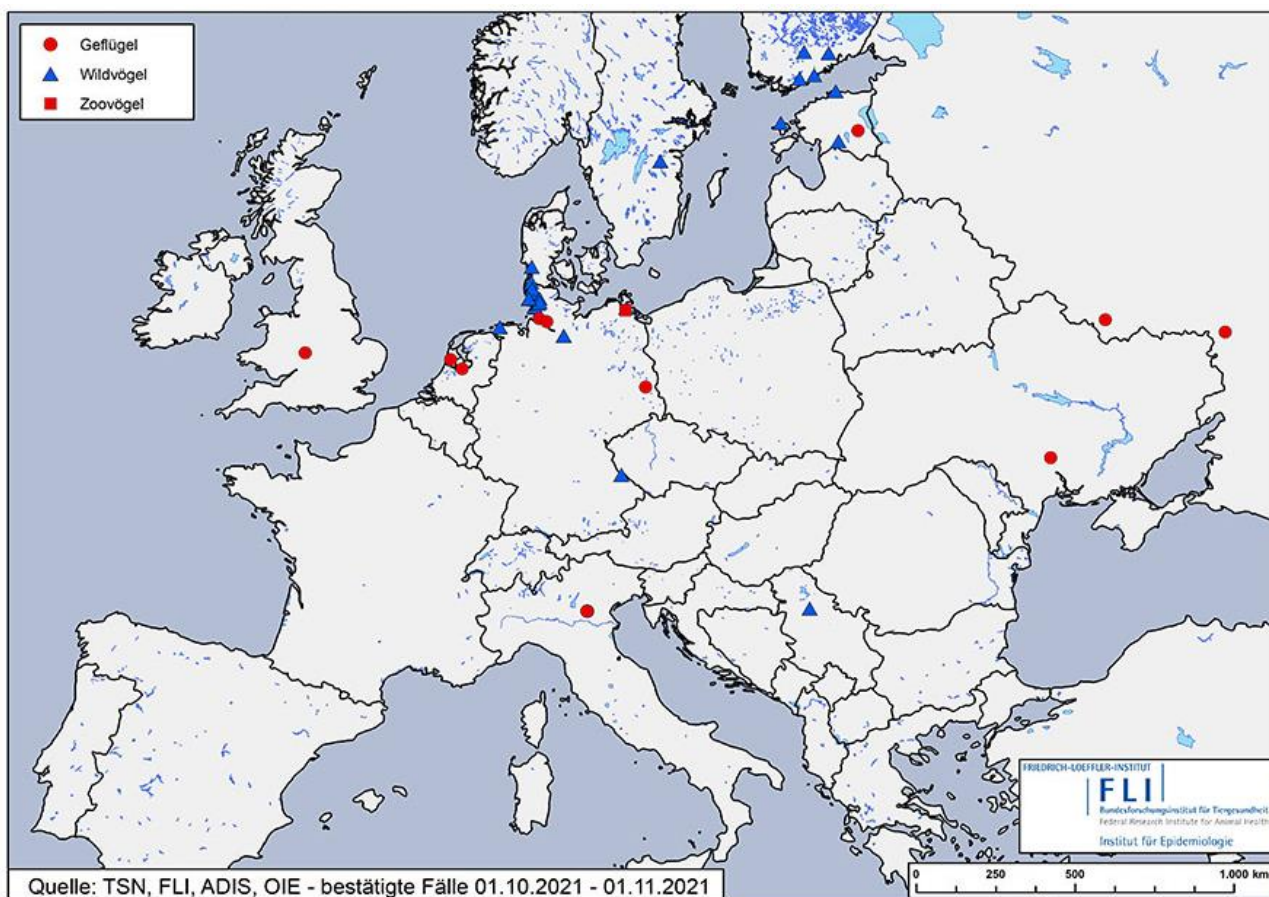 Geflügel
Wildvögel
Zoovögel
FRIEDRICH-LOEFFLER-INSTITUT
FLI
Bundesforschungsinstitut für Tiergesundheit
Federal Research Institute for Animal Health
Institut für Epidemiologie
Quelle: TSN, FLI, ADIS, OIE - bestätigte Fälle 01.10.2021 - 01.11.2021
0 250 500 1.000 km